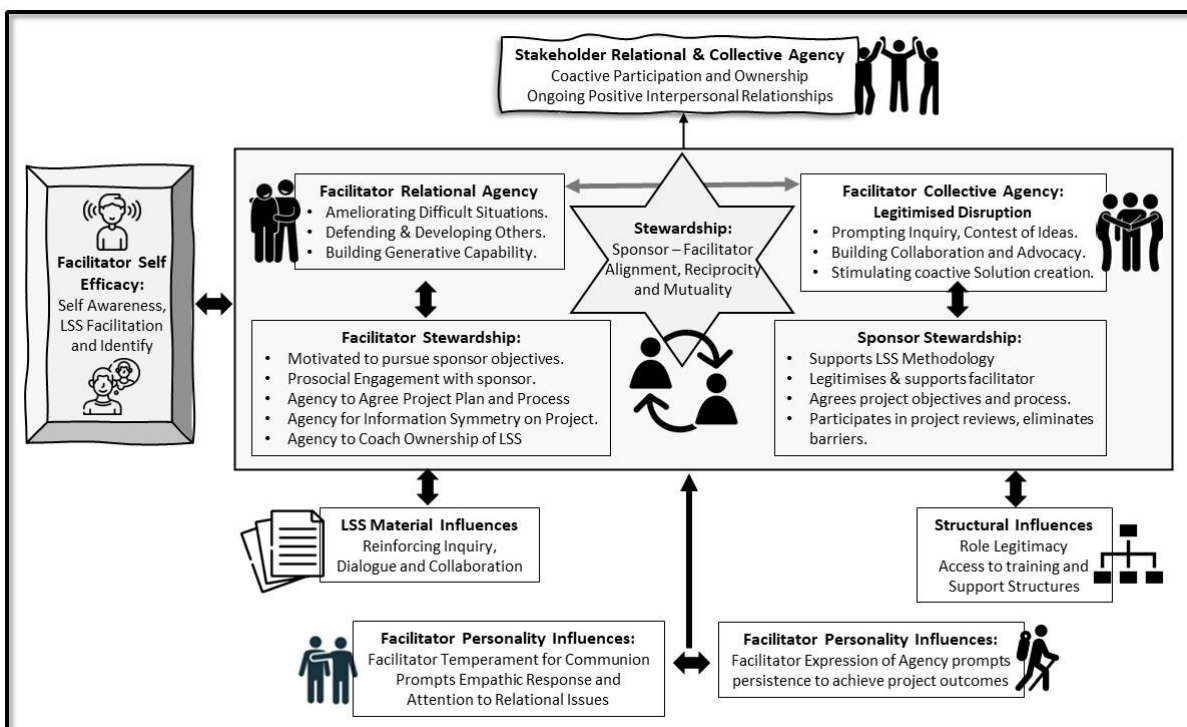 Stakeholder Relational & Collective Agency
Coactive Participation and Ownership
Ongoing Positive Interpersonal Relationships
Facilitator Self
Efficacy:
Self Awareness,
LSS Facilitation
and Identify
Facilitator Relational Agency
• Ameliorating Difficult Situations.
• Defending & Developing Others.
• Building Generative Capability.
Stewardship:
Sponsor – Facilitator
Alignment, Reciprocity
and Mutuality
Facilitator Collective Agency:
Legitimised Disruption
• Prompting Inquiry, Contest of Ideas.
• Building Collaboration and Advocacy.
• Stimulating coactive Solution creation.
Facilitator Stewardship:
• Motivated to pursue sponsor objectives.
• Prosocial Engagement with sponsor.
• Agency to Agree Project Plan and Process
• Agency for Information Symmetry on Project.
• Agency to Coach Ownership of LSS
Sponsor Stewardship:
• Supports LSS Methodology
• Legitimises & supports facilitator
• Agrees project objectives and process.
• Participates in project reviews, eliminates
barriers.
LSS Material Influences
Reinforcing Inquiry,
Dialogue and Collaboration
Structural Influences
Role Legitimacy
Access to training and
Support Structures
Facilitator Personality Influences:
Facilitator Temperament for Communion
Prompts Empathic Response and
Attention to Relational Issues
Facilitator Personality Influences:
Facilitator Expression of Agency prompts
persistence to achieve project outcomes